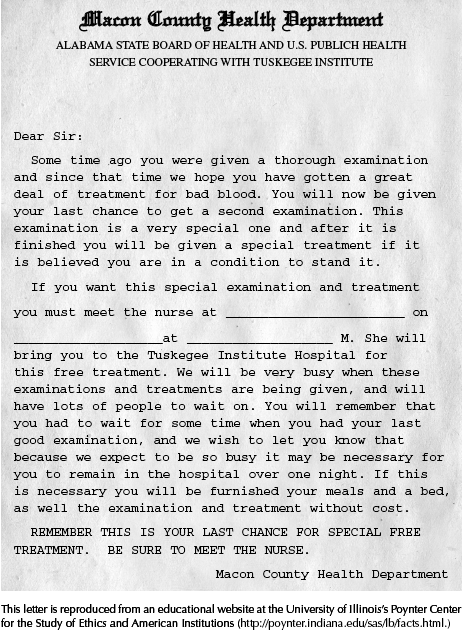 Macon County Health Department
ALABAMA STATE BOARD OF HEALTH AND U.S. PUBLICH HEALTH
SERVICE COOPERATING WITH TUSKEGEE INSTITUTE
Dear Sir:
Some time ago you were given a thorough examination
and since that time we hope you have gotten a great
deal of treatment for bad blood. You will now be given
your last chance to get a second examination. This
examination is a very special one and after it is
finished you will be given a special treatment if it
is believed you are in a condition to stand it.
If you want this special examination and treatment
you must meet the nurse at ________________________ on
____________________at ____________________ M. She will
bring you to the Tuskegee Institute Hospital for
this free treatment. We will be very busy when these
examinations and treatments are being given, and will
have lots of people to wait on. You will remember that
you had to wait for some time when you had your last
good examination, and we wish to let you know that
because we expect to be so busy it may be necessary for
you to remain in the hospital over one night. If this
is necessary you will be furnished your meals and a bed,
as well the examination and treatment without cost.
REMEMBER THIS IS YOUR LAST CHANCE FOR SPECIAL FREE
TREATMENT. BE SURE TO MEET THE NURSE.
Macon County Health Department
This letter is reproduced from an educational website at the University of Illinois's Poynter Center
for the Study of Ethics and American Institutions (http://poynter.indiana.edu/sas/lb/facts.html.)